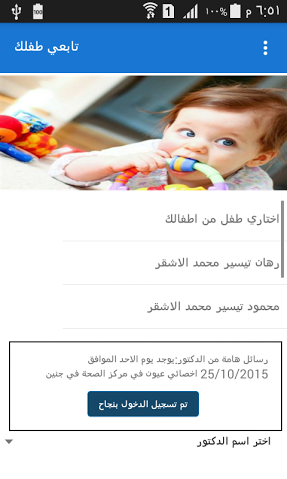 ٦:٥١ م ١٠٠% 1 100
تابعي طفلك
اختاري طفل من اطفالك
رهان تيسير محمد الاشقر
محمود تيسير محمد الاشقر
رسائل هامة من الدكتور:يوجد يوم الاحد الموافق
25/10/2015 اخصائي عيون في مركز الصحة في جنين
تم تسجيل الدخول بنجاح
اختر اسم الدكتور